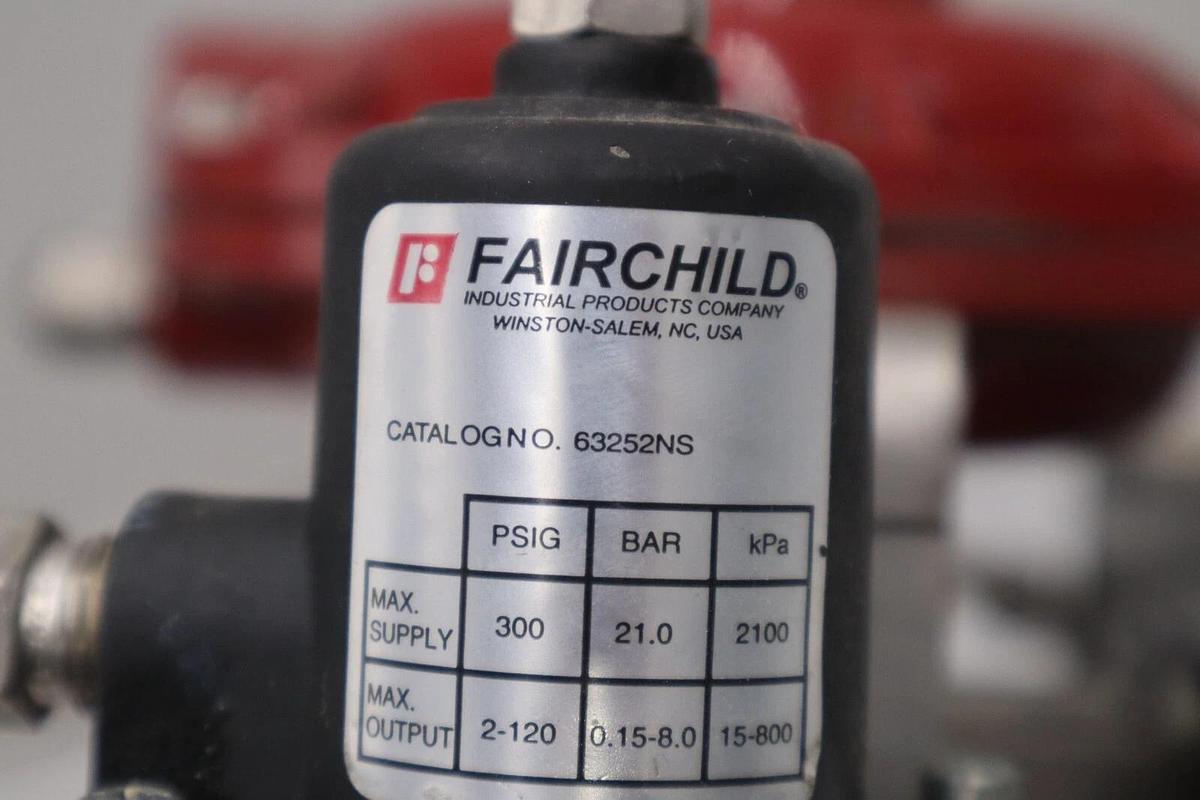 FAIRCHILD®
INDUSTRIAL PRODUCTS COMPANY
WINSTON-SALEM, NC, USA
CATALOG NO. 63252NS
PSIG BAR kPa
MAX. SUPPLY 300 21.0 2100
MAX. OUTPUT 2-120 0.15-8.0 15-800